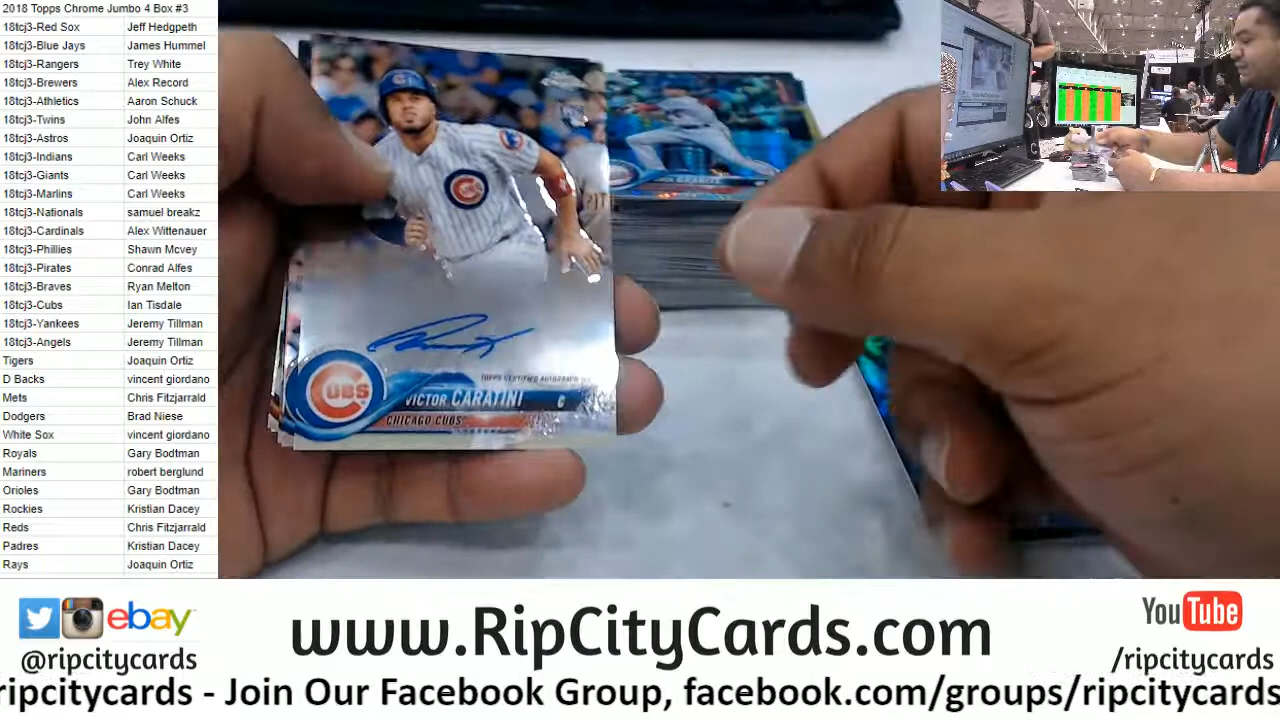 2018 Topps Chrome Jumbo 4 Box #3
18tcj3-Red Sox Jeff Hedgpeth
18tcj3-Blue Jays James Hummel
18tcj3-Rangers Trey White
18tcj3-Brewers Alex Record
18tcj3-Athletics Aaron Schuck
18tcj3-Twins John Alfes
18tcj3-Astros Joaquin Ortiz
18tcj3-Indians Carl Weeks
18tcj3-Giants Carl Weeks
18tcj3-Marlins Carl Weeks
18tcj3-Nationals samuel breakz
18tcj3-Cardinals Alex Wittenauer
18tcj3-Phillies Shawn Mcvey
18tcj3-Pirates Conrad Alfes
18tcj3-Braves Ryan Melton
18tcj3-Cubs Ian Tisdale
18tcj3-Yankees Jeremy Tillman
18tcj3-Angels Jeremy Tillman
Tigers Joaquin Ortiz
D Backs vincent giordano
Mets Chris Fitzjarrald
Dodgers Brad Niese
White Sox vincent giordano
Royals Gary Bodtman
Mariners robert berglund
Orioles Gary Bodtman
Rockies Kristian Dacey
Reds Chris Fitzjarrald
Padres Kristian Dacey
Rays Joaquin Ortiz
TOPPS CERTIFIED AUTOGRAPH
CUBS
VICTOR CARATINI C
CHICAGO CUBS
ebay
@ripcitycards
www.RipCityCards.com
YouTube
/ripcitycards
ripcitycards - Join Our Facebook Group, facebook.com/groups/ripcitycards